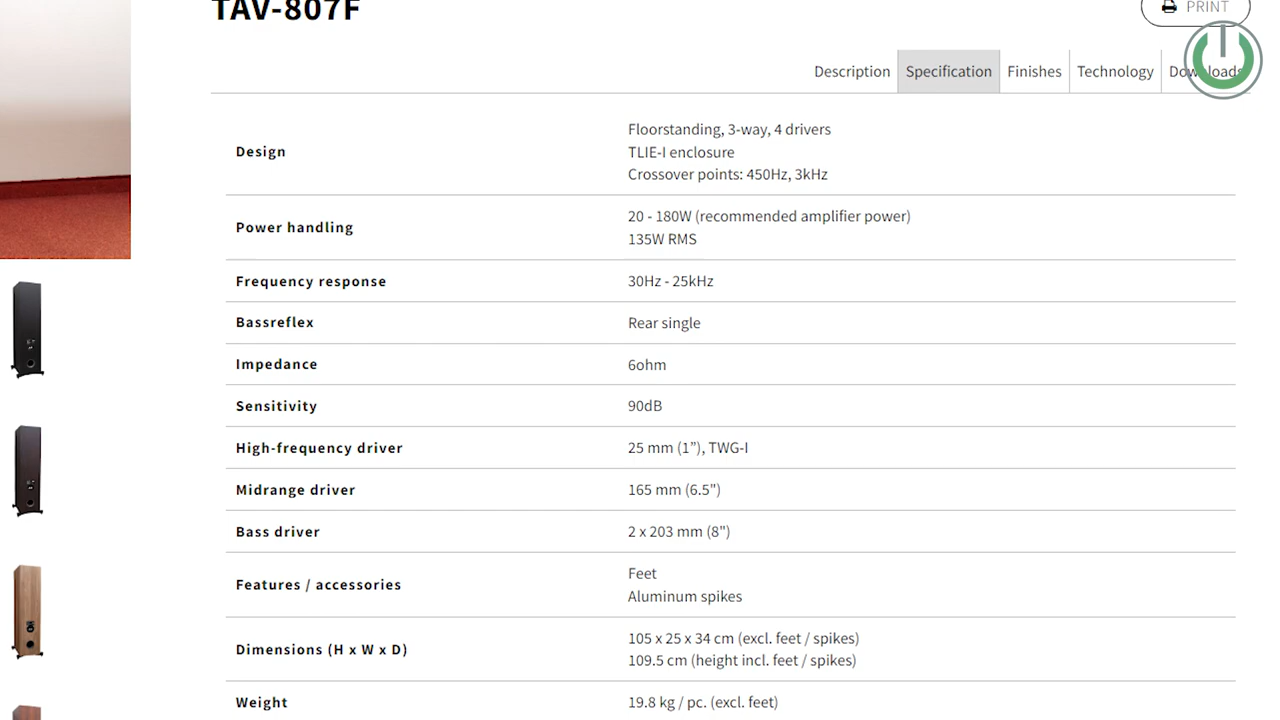 TAV-807F
PRINT
Description Specification Finishes Technology Downloads
Design
Floorstanding, 3-way, 4 drivers
TLIE-I enclosure
Crossover points: 450Hz, 3kHz
Power handling
20 - 180W (recommended amplifier power)
135W RMS
Frequency response
30Hz - 25kHz
Bassreflex
Rear single
Impedance
6ohm
Sensitivity
90dB
High-frequency driver
25 mm (1”), TWG-I
Midrange driver
165 mm (6.5")
Bass driver
2 x 203 mm (8")
Features / accessories
Feet
Aluminum spikes
Dimensions (H x W x D)
105 x 25 x 34 cm (excl. feet / spikes)
109.5 cm (height incl. feet / spikes)
Weight
19.8 kg / pc. (excl. feet)